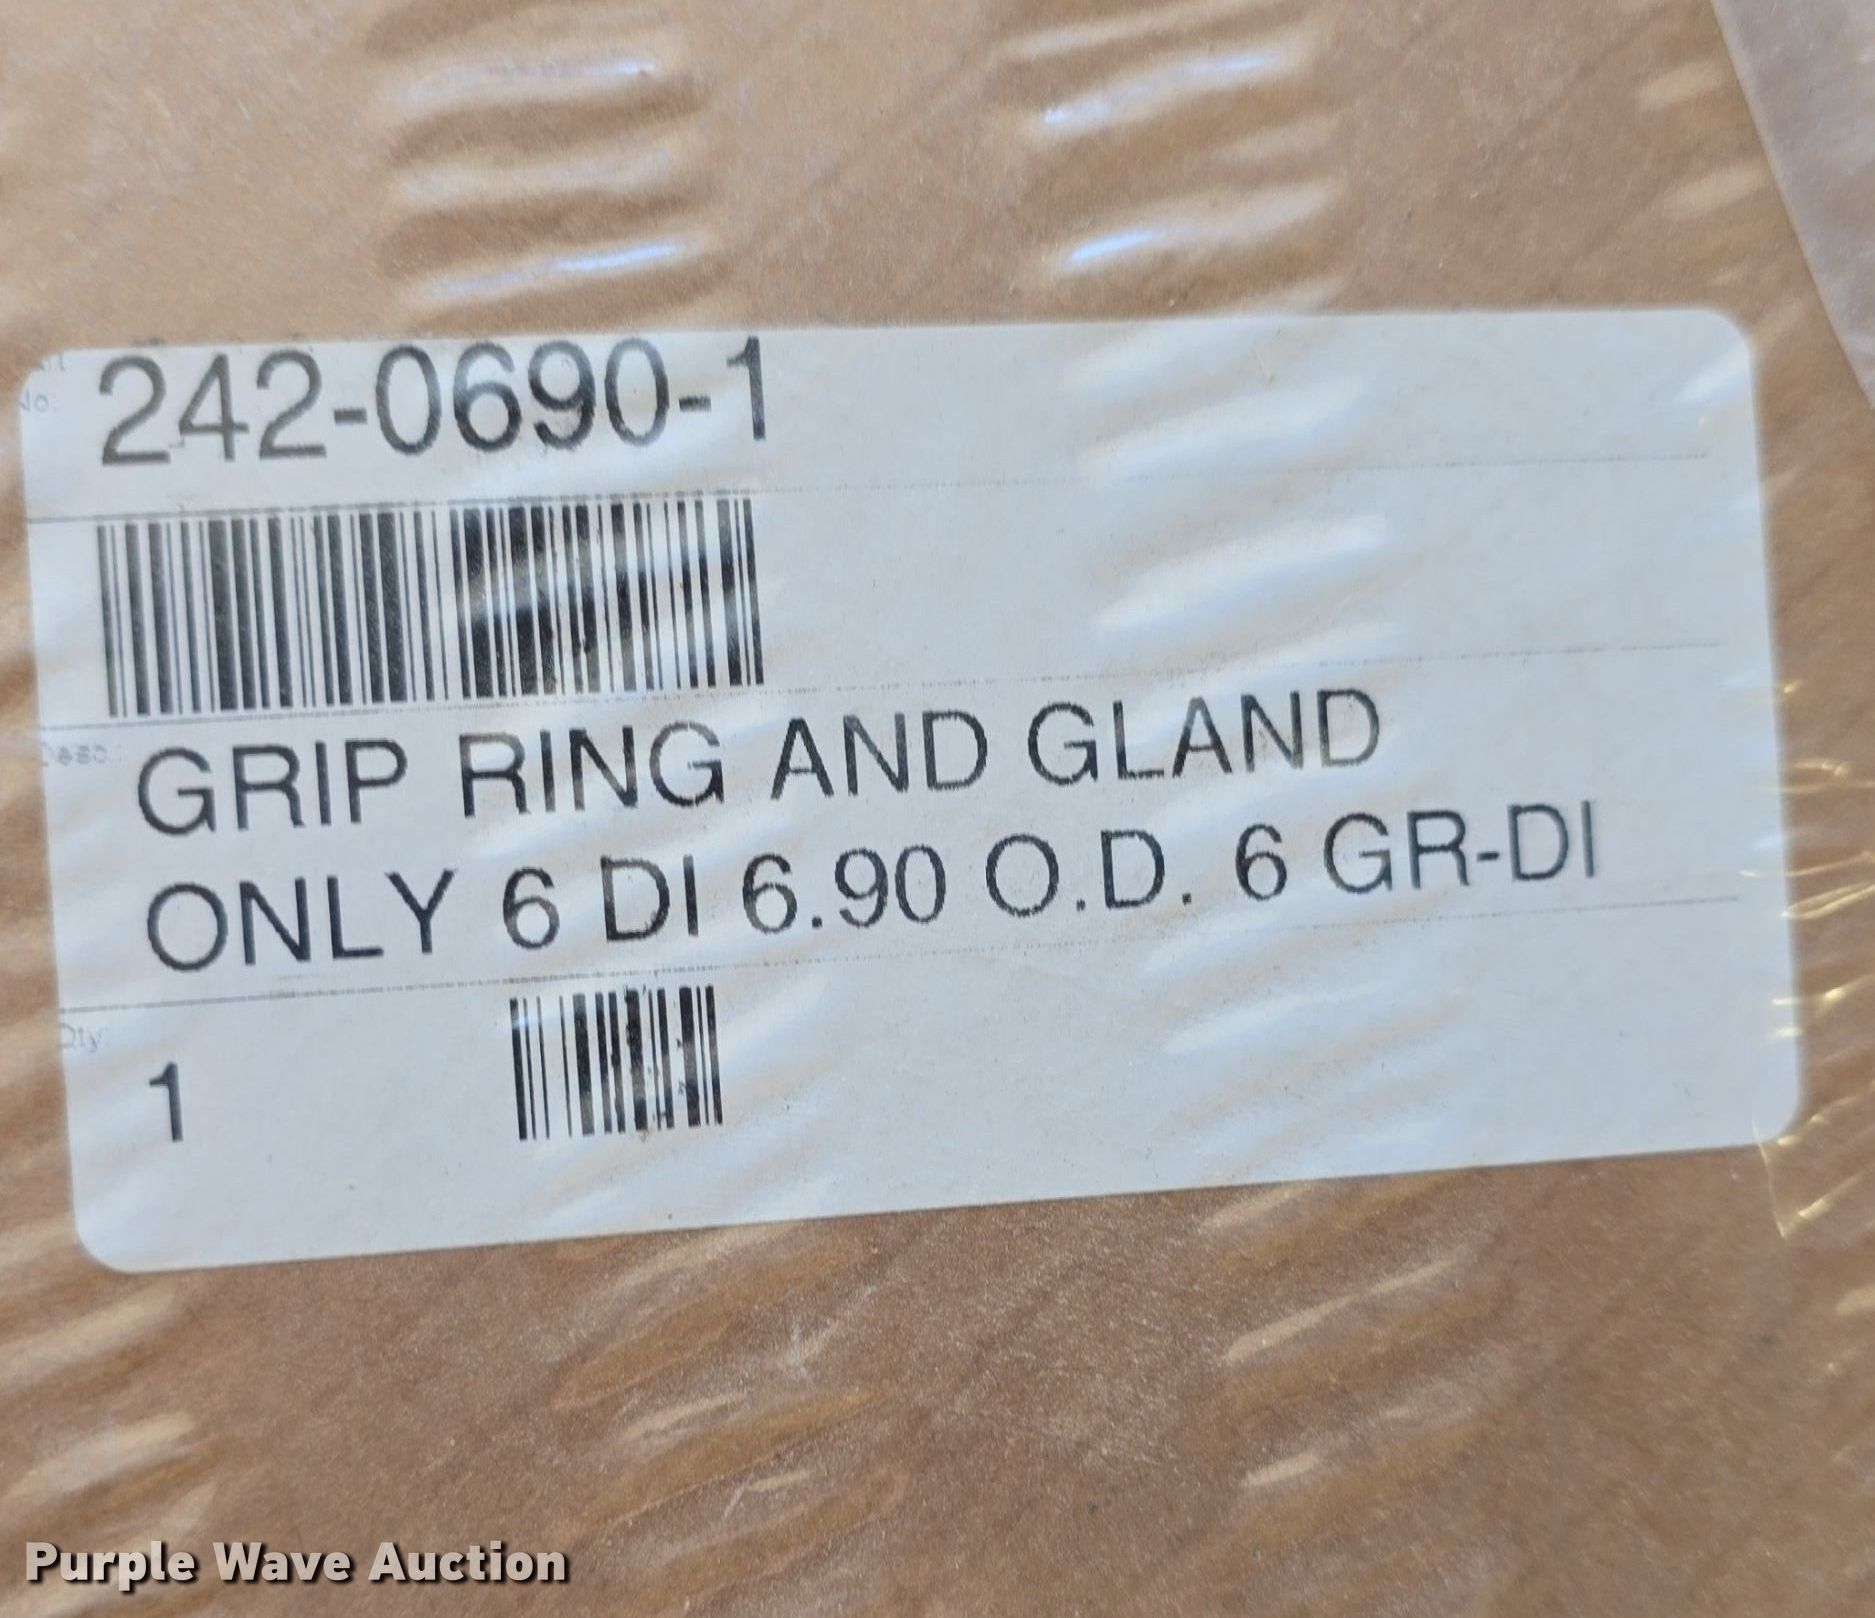 242-0690-1
GRIP RING AND GLAND
ONLY 6 DI 6.90 O.D. 6 GR-DI
Qty:
1
Purple Wave Auction